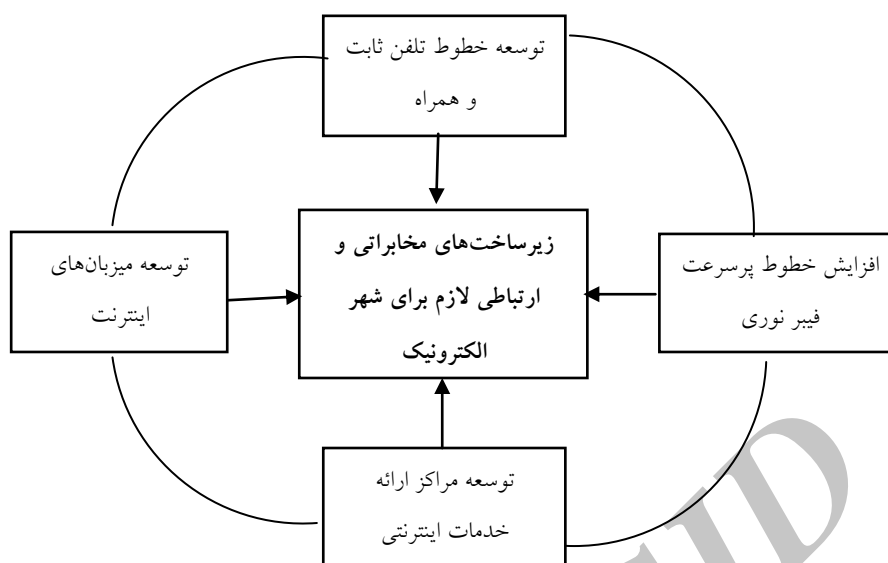 توسعه خطوط تلفن ثابت
و همراه
زیرساخت‌های مخابراتی و
ارتباطی لازم برای شهر
الکترونیک
افزایش خطوط پرسرعت
فیبر نوری
توسعه میزبان‌های
اینترنت
توسعه مراکز ارائه
خدمات اینترنتی